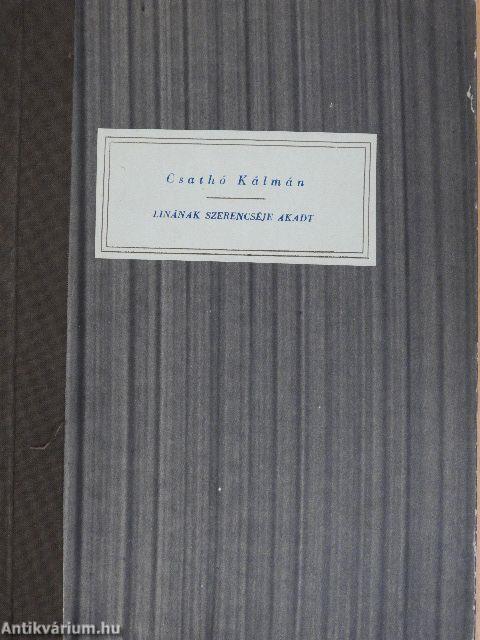 Csathó Kálmán
LINÁNAK SZERENCSÉJE AKADT
Antikvárium.hu